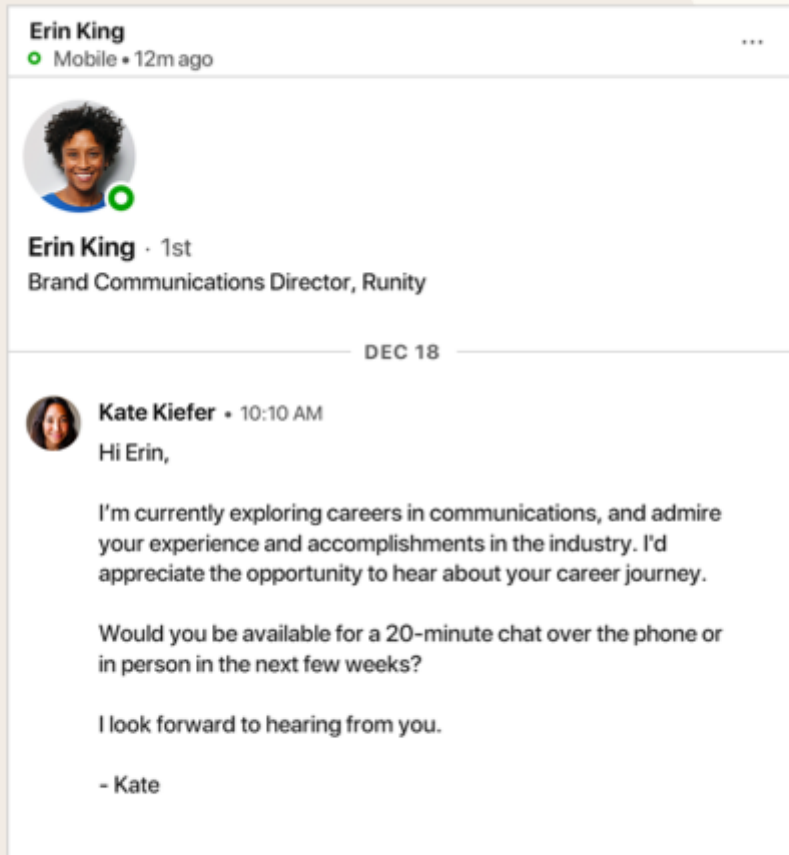 Erin King
Mobile • 12m ago
...
Erin King · 1st
Brand Communications Director, Runity
DEC 18
Kate Kiefer • 10:10 AM
Hi Erin,
I'm currently exploring careers in communications, and admire
your experience and accomplishments in the industry. I'd
appreciate the opportunity to hear about your career journey.
Would you be available for a 20-minute chat over the phone or
in person in the next few weeks?
I look forward to hearing from you.
- Kate